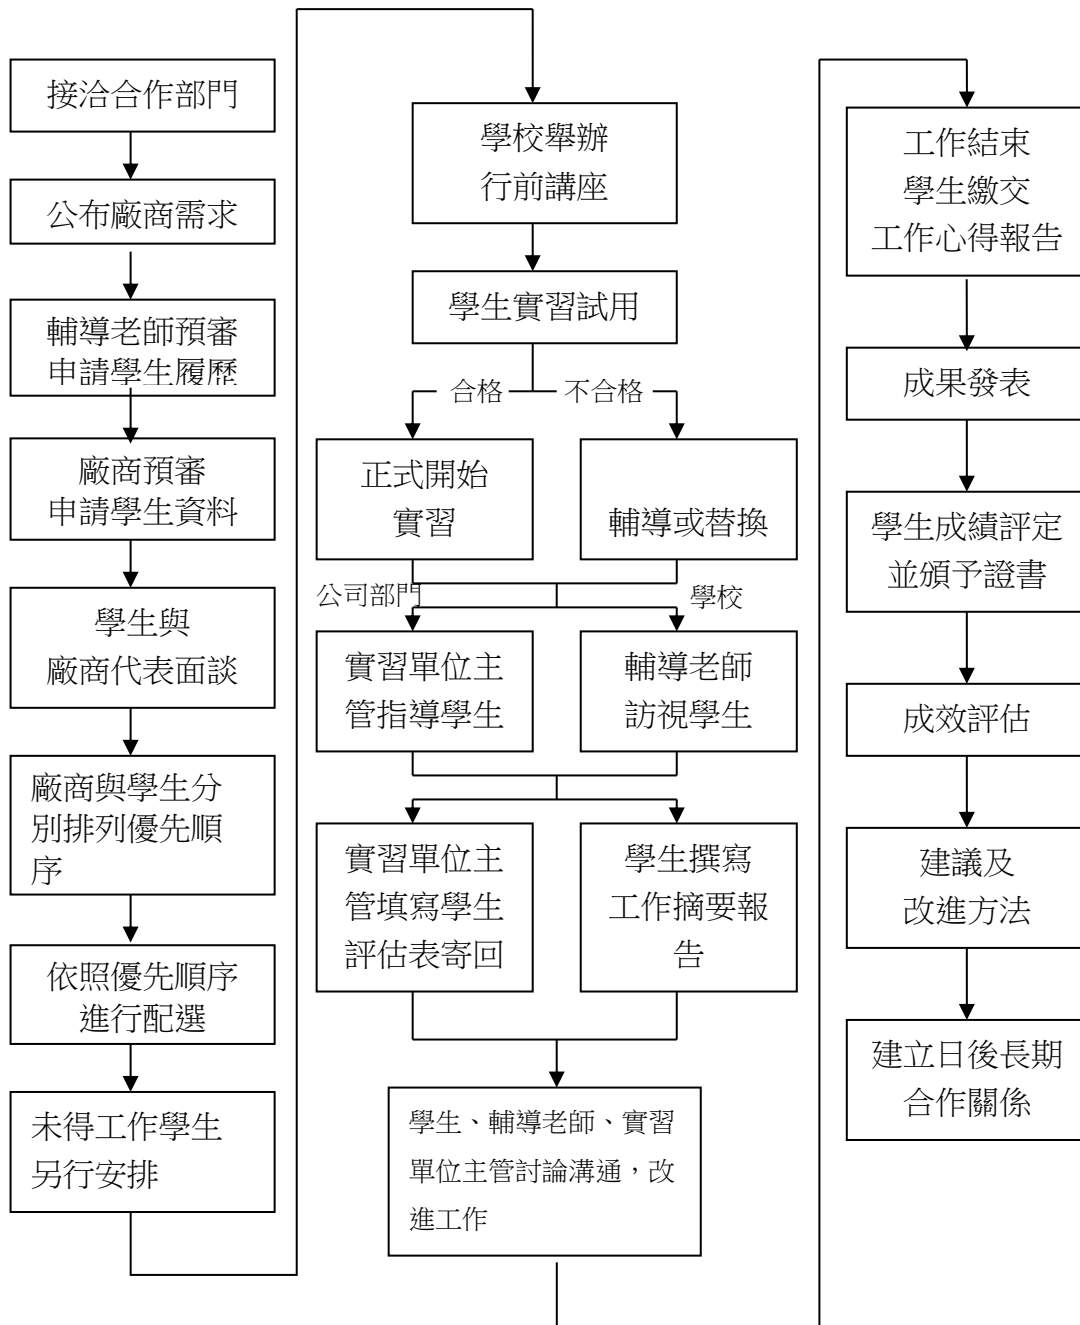 接洽合作部門
公布廠商需求
輔導老師預審
申請學生履歷
廠商預審
申請學生資料
學生與
廠商代表面談
廠商與學生分
別排列優先順
序
依照優先順序
進行配選
未得工作學生
另行安排
學校舉辦
行前講座
學生實習試用
合格
不合格
正式開始
實習
輔導或替換
公司部門
學校
實習單位主
管指導學生
輔導老師
訪視學生
實習單位主
管填寫學生
評估表寄回
學生撰寫
工作摘要報
告
學生、輔導老師、實習
單位主管討論溝通，改
進工作
工作結束
學生繳交
工作心得報告
成果發表
學生成績評定
並頒予證書
成效評估
建議及
改進方法
建立日後長期
合作關係